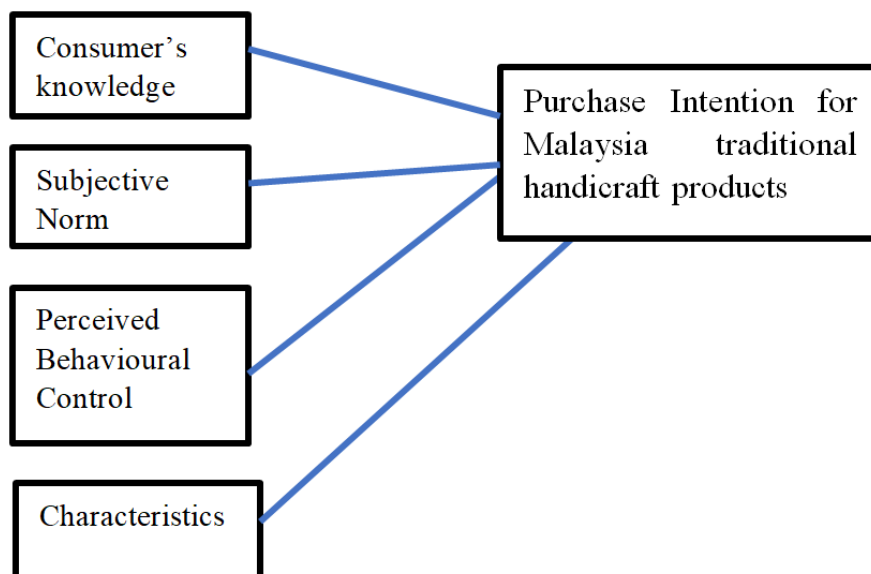 Consumer’s
knowledge
Subjective
Norm
Perceived
Behavioural
Control
Characteristics
Purchase Intention for
Malaysia traditional
handicraft products